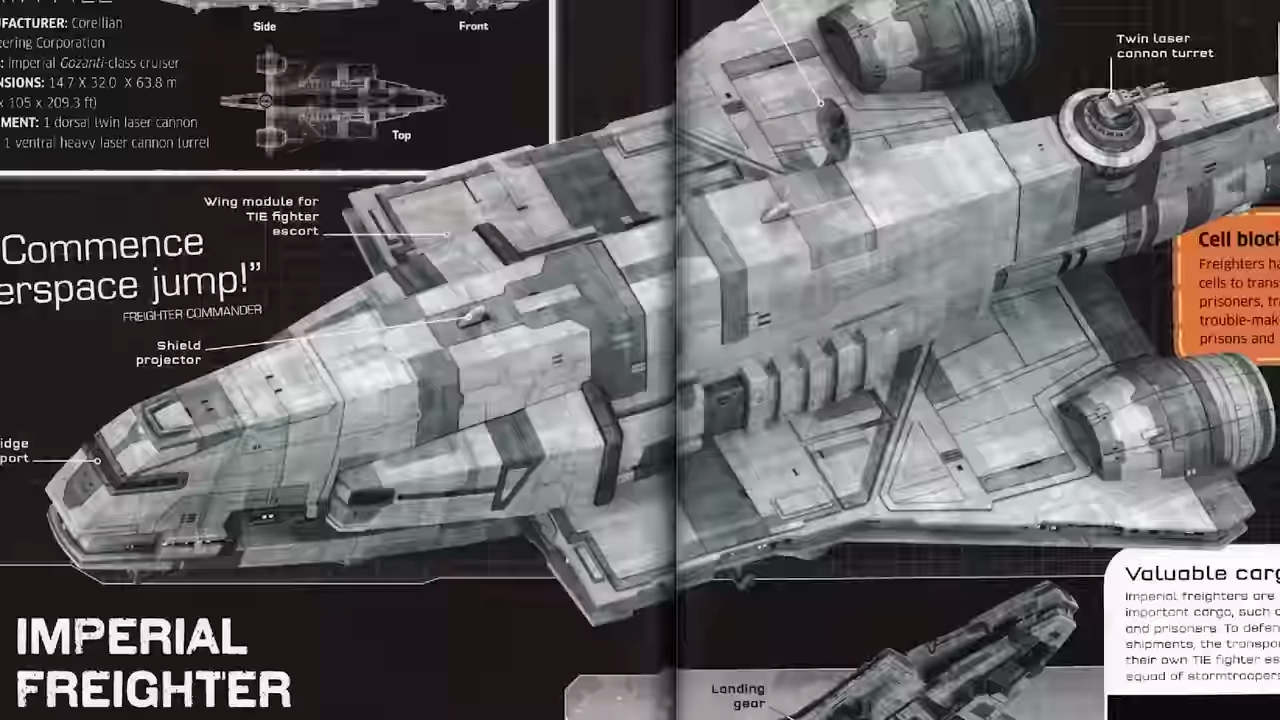 UFACTURER: Corellian
eering Corporation
: Imperial Gozanti-class cruiser
NSIONS: 14.7 X 32.0 X 63.8 m
x 105 x 209.3 ft)
MENT: 1 dorsal twin laser cannon
1 ventral heavy laser cannon turret
Side
Front
Top
Twin laser
cannon turret
Wing module for
TIE fighter
escort
Commence
erspace jump!”
FREIGHTER COMMANDER
Shield
projector
idge
port
Cell block
Freighters ha
cells to trans
prisoners, tra
trouble-mak
prisons and
IMPERIAL
FREIGHTER
Landing
gear
Valuable carg
Imperial freighters are
important cargo, such a
and prisoners. To defen
shipments, the transpor
their own TIE fighter es
squad of stormtroopers